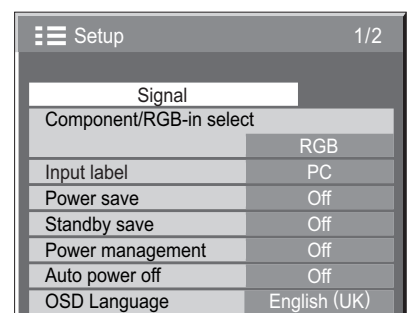 Setup 1/2
Signal
Component/RGB-in select
RGB
Input label PC
Power save Off
Standby save Off
Power management Off
Auto power off Off
OSD Language English (UK)